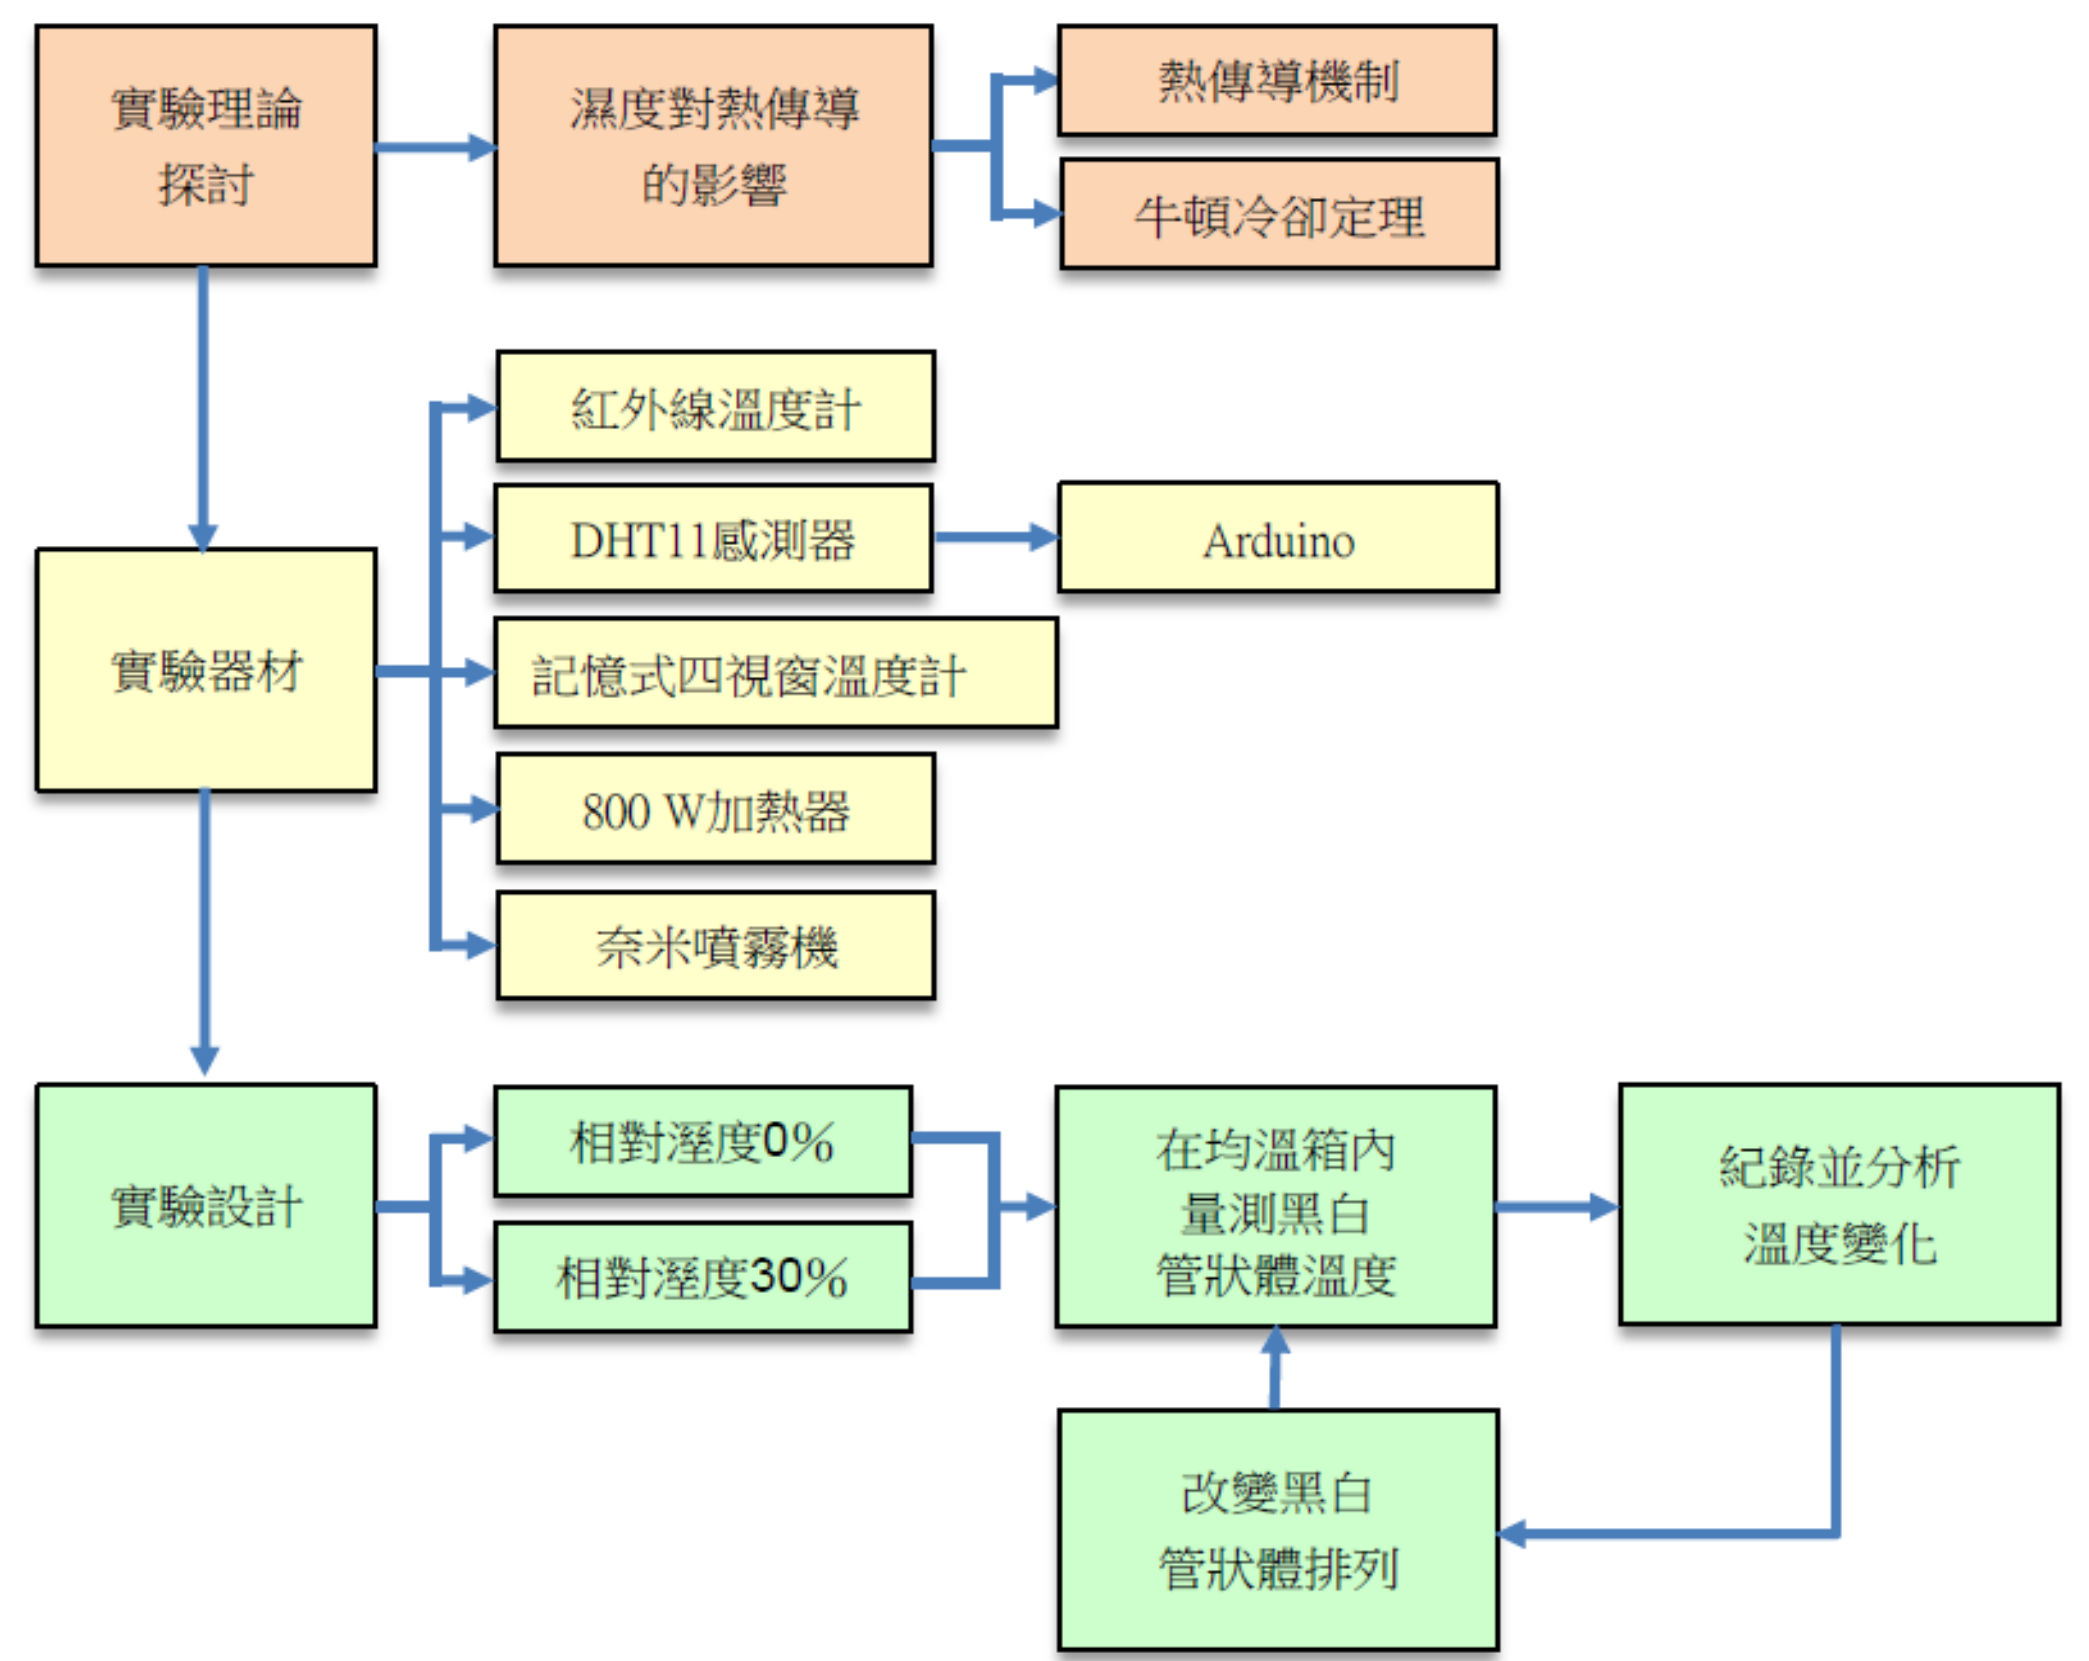 實驗理論
探討
濕度對熱傳導
的影響
熱傳導機制
牛頓冷卻定理
實驗器材
紅外線溫度計
DHT11感測器
Arduino
記憶式四視窗溫度計
800 W加熱器
奈米噴霧機
實驗設計
相對溼度0%
相對溼度30%
在均溫箱內
量測黑白
管狀體溫度
紀錄並分析
溫度變化
改變黑白
管狀體排列